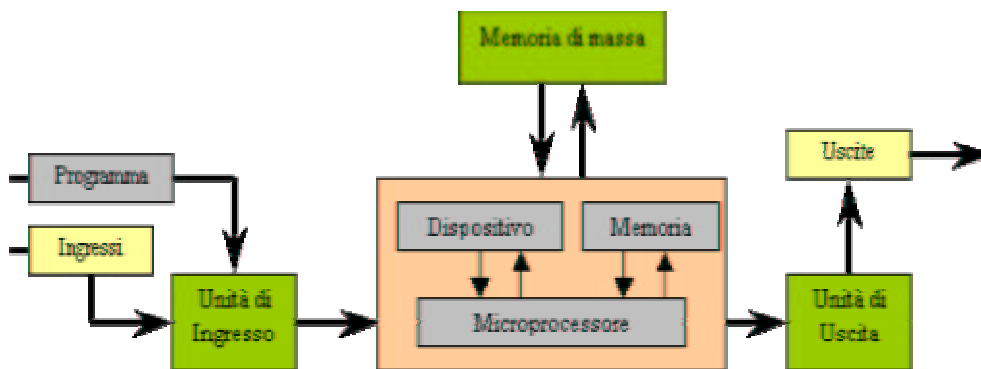 Memoria di massa
Programma
Uscite
Ingressi
Dispositivo
Memoria
Unità di
Ingresso
Microprocessore
Unità di
Uscita